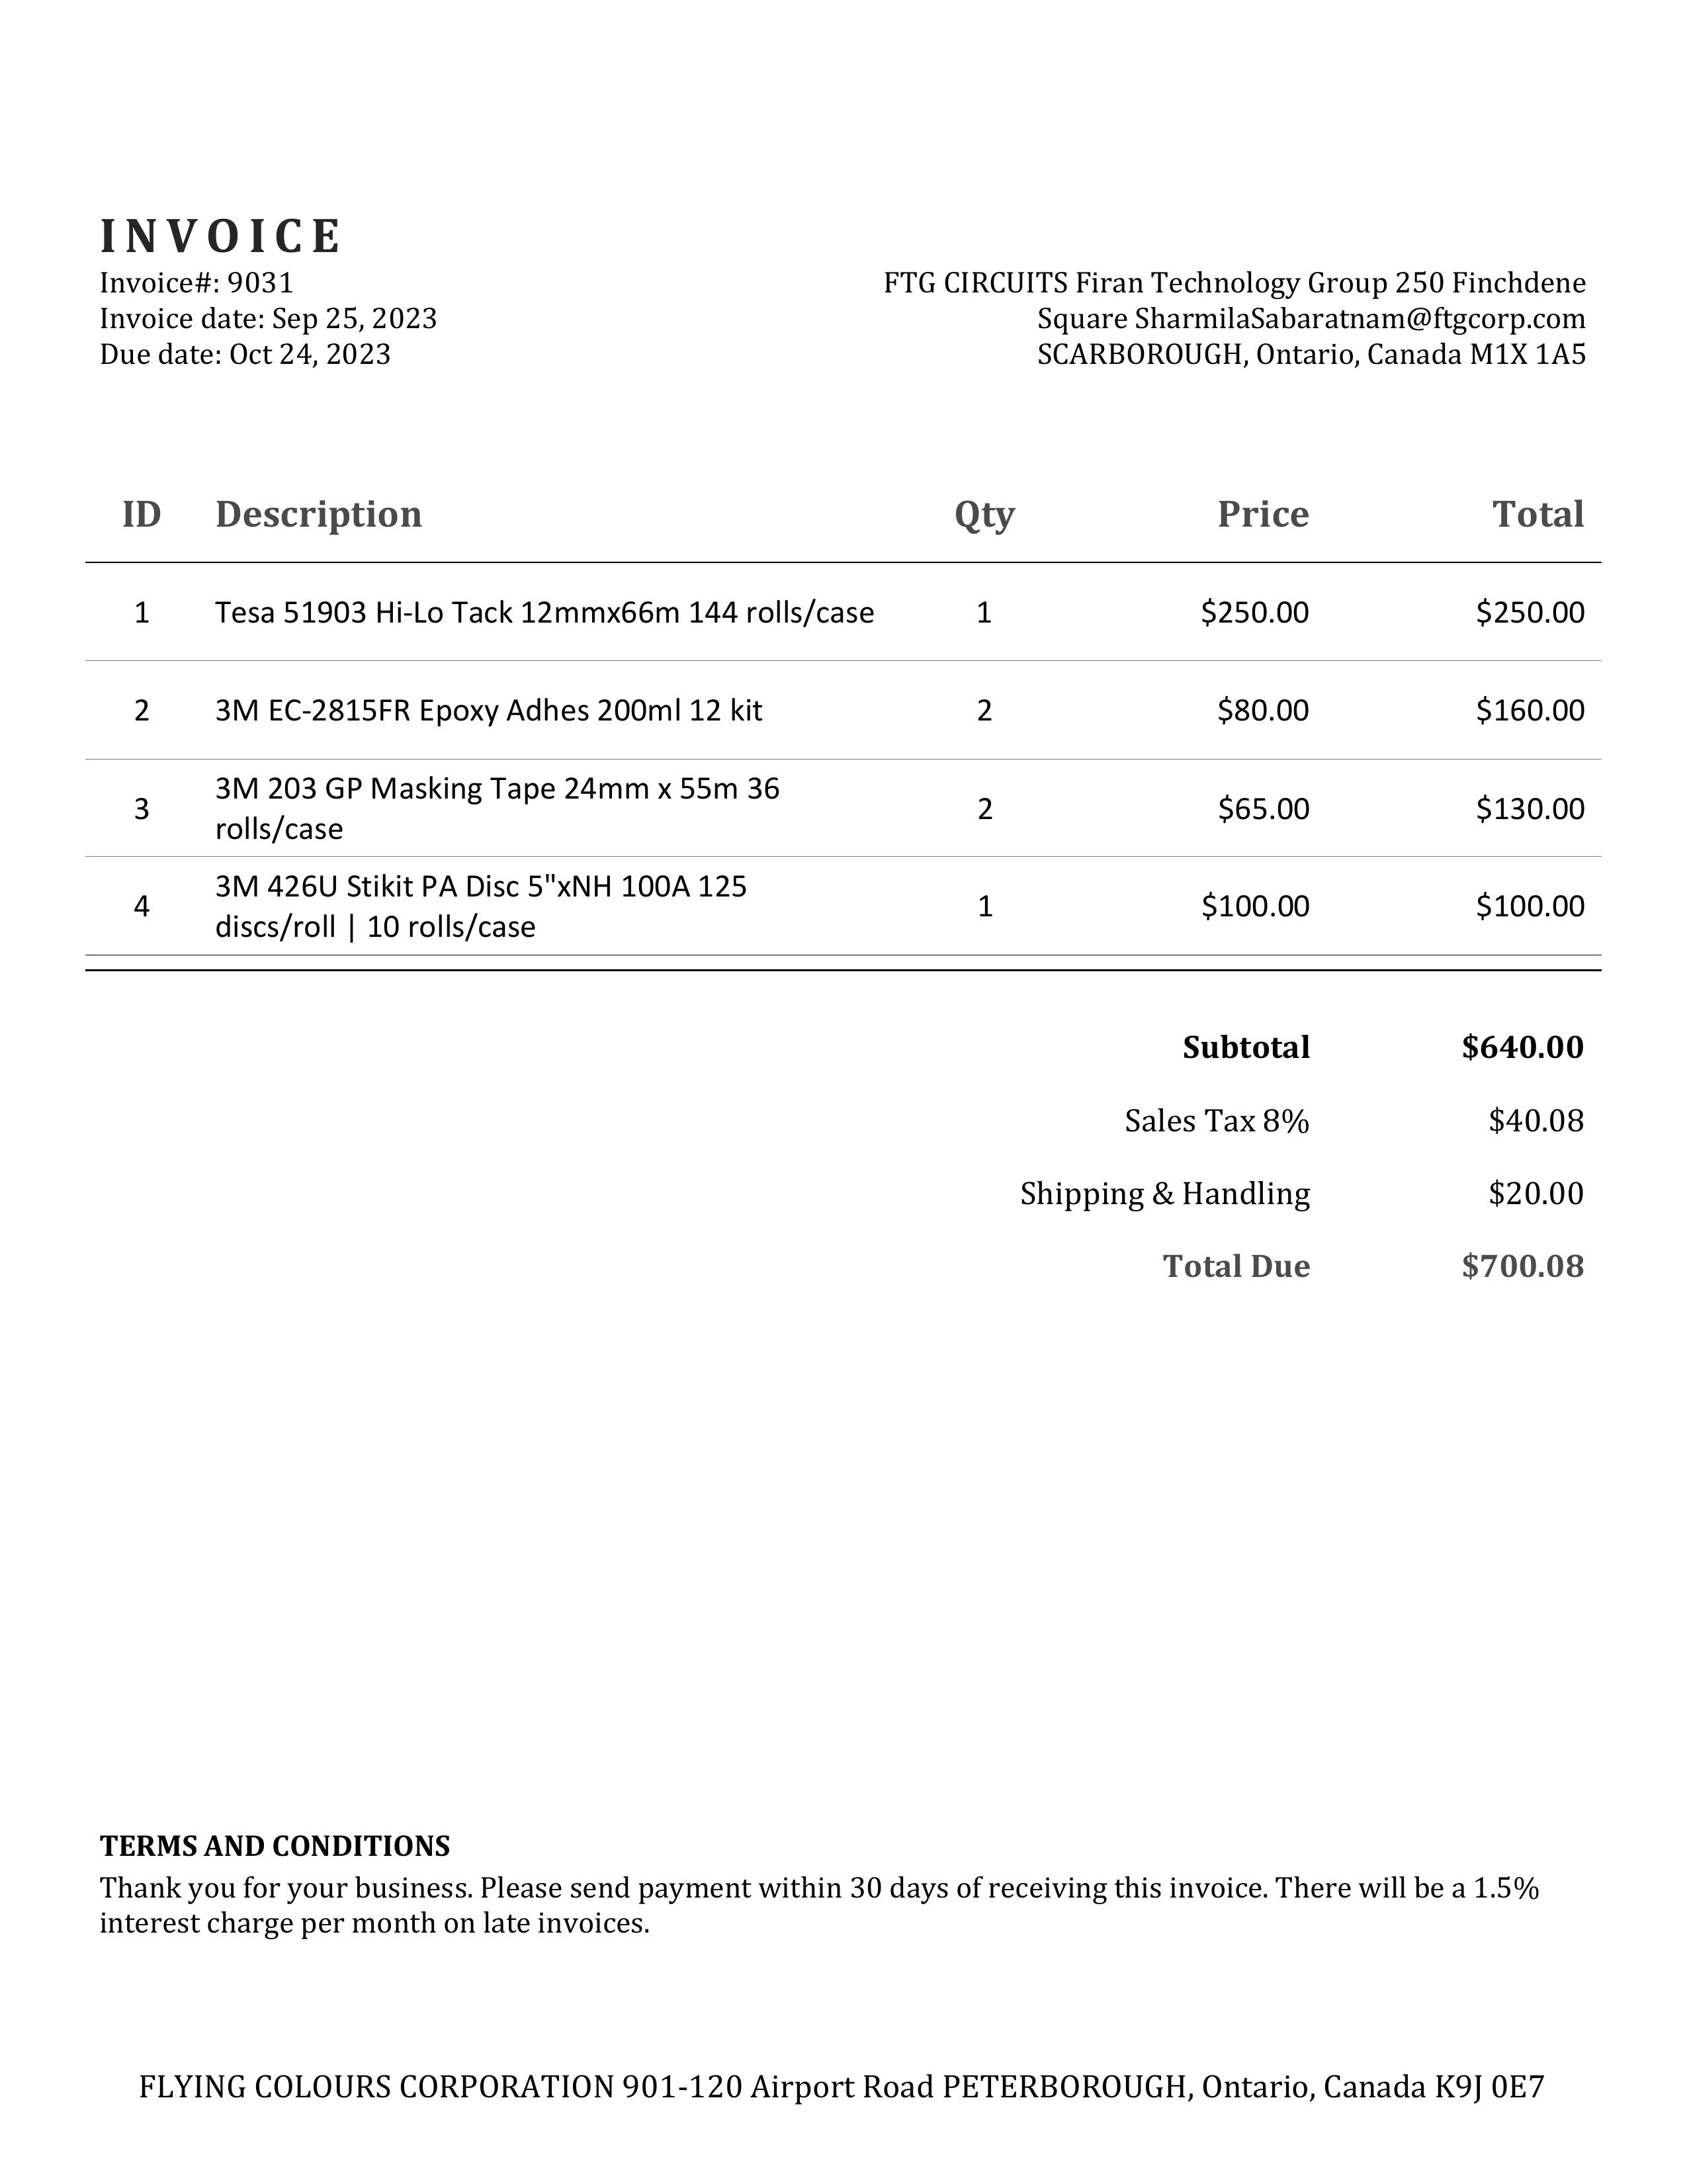 INVOICE
Invoice#: 9031
Invoice date: Sep 25, 2023
Due date: Oct 24, 2023
FTG CIRCUITS Firan Technology Group 250 Finchdene
Square SharmilaSabaratnam@ftgcorp.com
SCARBOROUGH, Ontario, Canada M1X 1A5
ID Description Qty Price Total
1 Tesa 51903 Hi-Lo Tack 12mmx66m 144 rolls/case 1 $250.00 $250.00
2 3M EC-2815FR Epoxy Adhes 200ml 12 kit 2 $80.00 $160.00
3 3M 203 GP Masking Tape 24mm x 55m 36
rolls/case 2 $65.00 $130.00
4 3M 426U Stikit PA Disc 5"xNH 100A 125
discs/roll | 10 rolls/case 1 $100.00 $100.00
Subtotal $640.00
Sales Tax 8% $40.08
Shipping & Handling $20.00
Total Due $700.08
TERMS AND CONDITIONS
Thank you for your business. Please send payment within 30 days of receiving this invoice. There will be a 1.5%
interest charge per month on late invoices.
FLYING COLOURS CORPORATION 901-120 Airport Road PETERBOROUGH, Ontario, Canada K9J 0E7